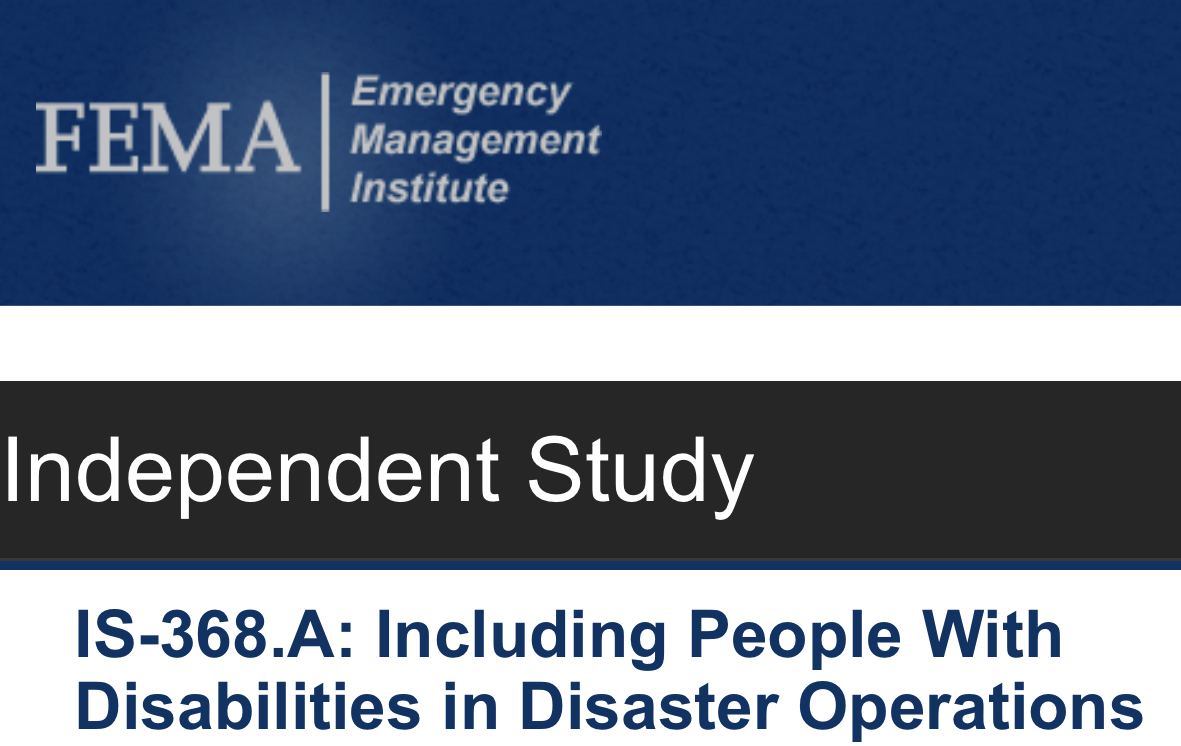 FEMA
Emergency
Management
Institute
Independent Study
IS-368.A: Including People With
Disabilities in Disaster Operations